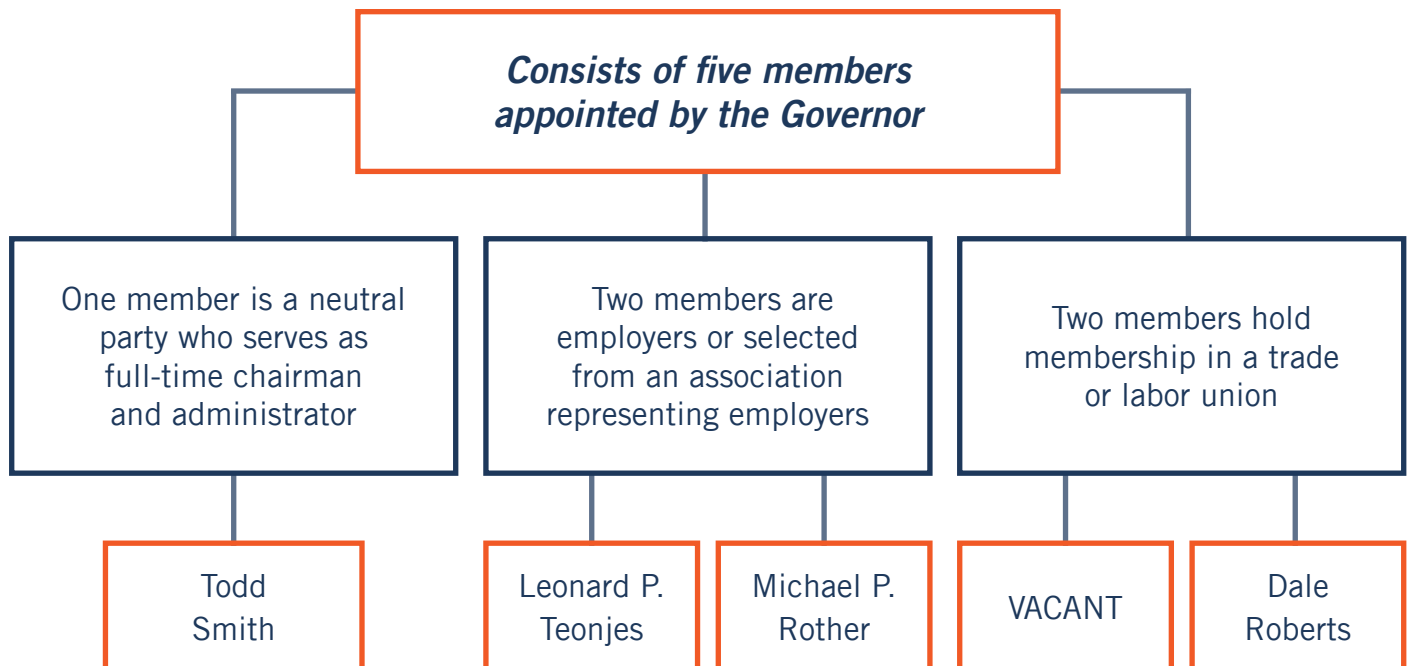 Consists of five members
appointed by the Governor
One member is a neutral
party who serves as
full-time chairman
and administrator
Two members are
employers or selected
from an association
representing employers
Two members hold
membership in a trade
or labor union
Todd
Smith
Leonard P.
Teonjes
Michael P.
Rother
VACANT
Dale
Roberts